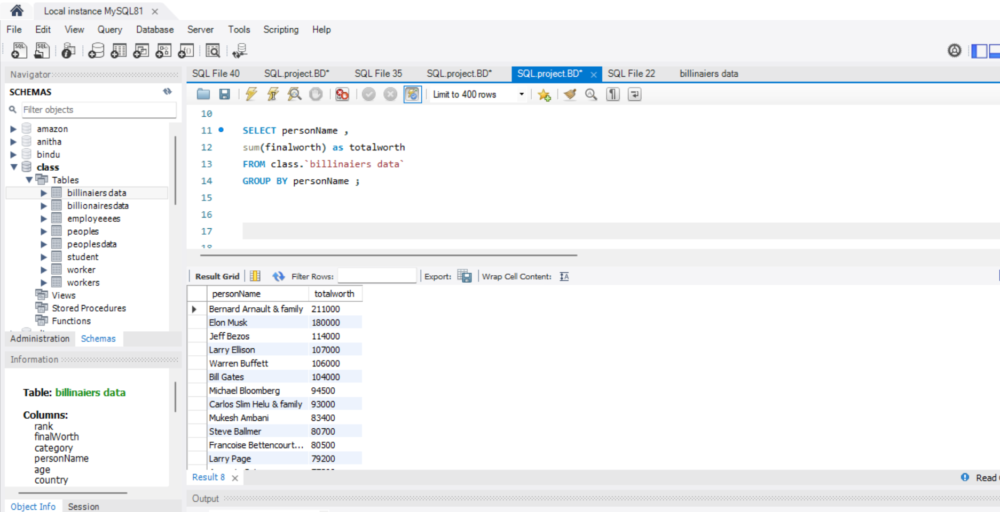 Local instance MySQL81
File Edit View Query Database Server Tools Scripting Help
Navigator
SCHEMAS
Filter objects
amazon
anitha
bindu
class
Tables
billinaiers data
billionairesdata
employeeees
peoples
peoplesdata
student
worker
workers
Views
Stored Procedures
Functions
Administration Schemas
Information
Table: billinaiers data
Columns:
rank
finalWorth
category
personName
age
country
Object Info Session
SQL File 40 SQL.project.BD* SQL File 35 SQL.project.BD* SQL.project.BD* SQL File 22 billinaiers data
Limit to 400 rows
10
11 SELECT personName ,
12 sum(finalworth) as totalworth
13 FROM class.`billinaiers data`
14 GROUP BY personName ;
15
16
17
18
Result Grid Filter Rows: Export: Wrap Cell Content:
personName totalworth
Bernard Arnault & family 211000
Elon Musk 180000
Jeff Bezos 114000
Larry Ellison 107000
Warren Buffett 106000
Bill Gates 104000
Michael Bloomberg 94500
Carlos Slim Helu & family 93000
Mukesh Ambani 83400
Steve Ballmer 80700
Francoise Bettencourt... 80500
Larry Page 79200
Result 8 Read
Output